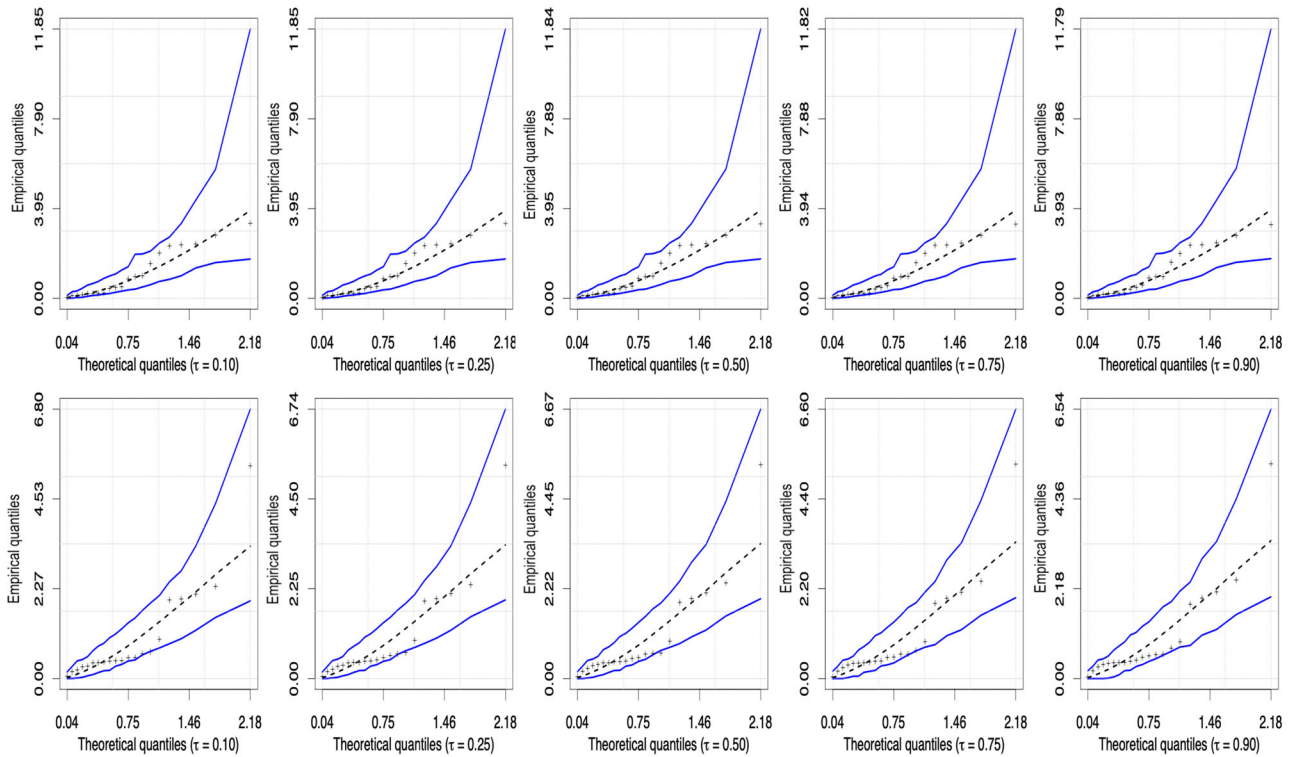 Empirical quantiles
0.00 3.95 7.90 11.85
0.04 0.75 1.46 2.18
Theoretical quantiles (τ = 0.10)
Empirical quantiles
0.00 3.95 7.90 11.85
0.04 0.75 1.46 2.18
Theoretical quantiles (τ = 0.25)
Empirical quantiles
0.00 3.95 7.89 11.84
0.04 0.75 1.46 2.18
Theoretical quantiles (τ = 0.50)
Empirical quantiles
0.00 3.94 7.88 11.82
0.04 0.75 1.46 2.18
Theoretical quantiles (τ = 0.75)
Empirical quantiles
0.00 3.93 7.86 11.79
0.04 0.75 1.46 2.18
Theoretical quantiles (τ = 0.90)
Empirical quantiles
0.00 2.27 4.53 6.80
0.04 0.75 1.46 2.18
Theoretical quantiles (τ = 0.10)
Empirical quantiles
0.00 2.25 4.50 6.74
0.04 0.75 1.46 2.18
Theoretical quantiles (τ = 0.25)
Empirical quantiles
0.00 2.22 4.45 6.67
0.04 0.75 1.46 2.18
Theoretical quantiles (τ = 0.50)
Empirical quantiles
0.00 2.20 4.40 6.60
0.04 0.75 1.46 2.18
Theoretical quantiles (τ = 0.75)
Empirical quantiles
0.00 2.18 4.36 6.54
0.04 0.75 1.46 2.18
Theoretical quantiles (τ = 0.90)